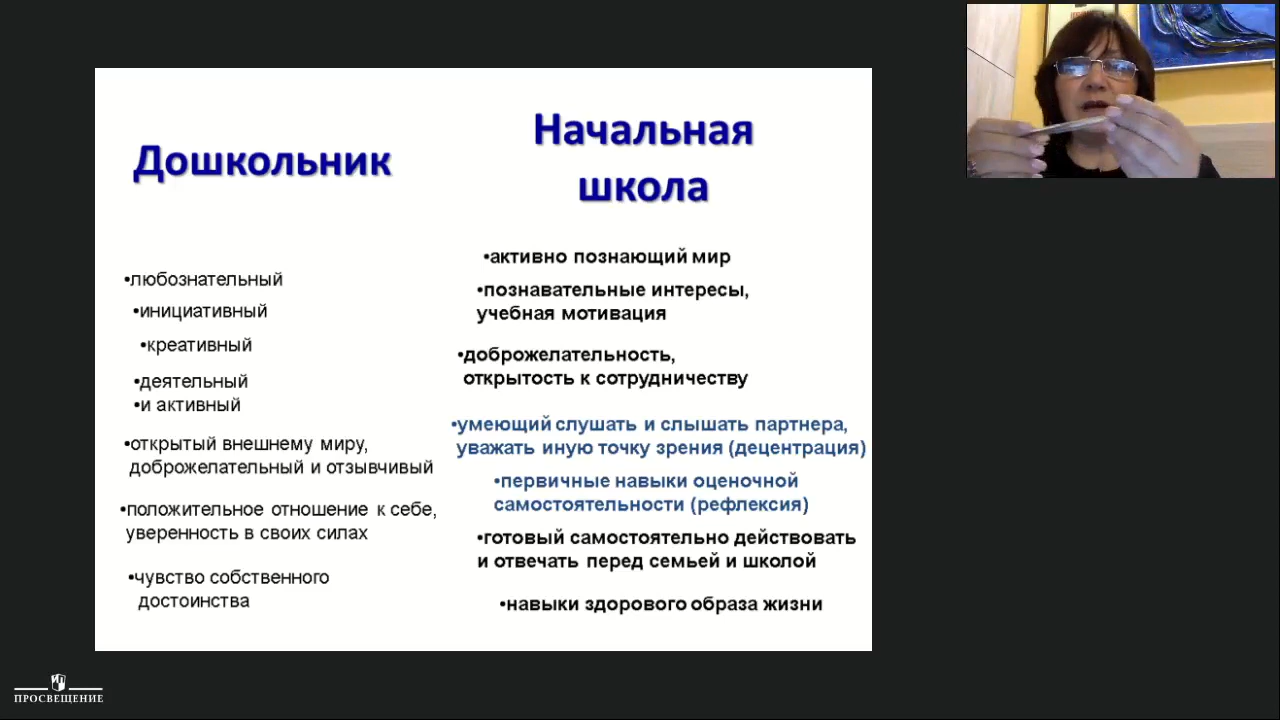 Дошкольник
•любознательный
•инициативный
•креативный
•деятельный
•и активный
•открытый внешнему миру,
доброжелательный и отзывчивый
•положительное отношение к себе,
уверенность в своих силах
•чувство собственного
достоинства
Начальная
школа
•активно познающий мир
•познавательные интересы,
учебная мотивация
•доброжелательность,
открытость к сотрудничеству
•умеющий слушать и слышать партнера,
уважать иную точку зрения (децентрация)
•первичные навыки оценочной
самостоятельности (рефлексия)
•готовый самостоятельно действовать
и отвечать перед семьей и школой
•навыки здорового образа жизни
ПРОСВЕЩЕНИЕ